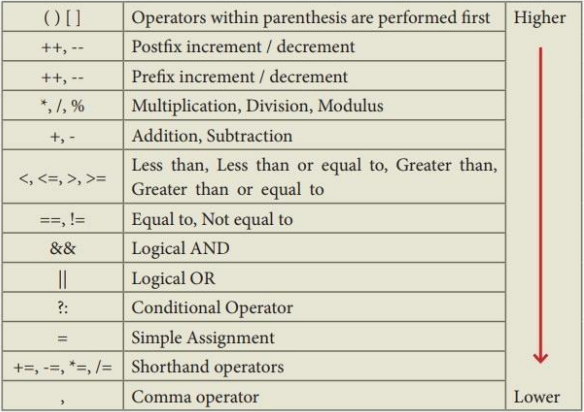 ( ) [ ] Operators within parenthesis are performed first Higher
++, -- Postfix increment / decrement
++, -- Prefix increment / decrement
*, /, % Multiplication, Division, Modulus
+, - Addition, Subtraction
<, <=, >, >= Less than, Less than or equal to, Greater than,
Greater than or equal to
==, != Equal to, Not equal to
&& Logical AND
|| Logical OR
?: Conditional Operator
= Simple Assignment
+=, -=, *=, /= Shorthand operators
, Comma operator Lower